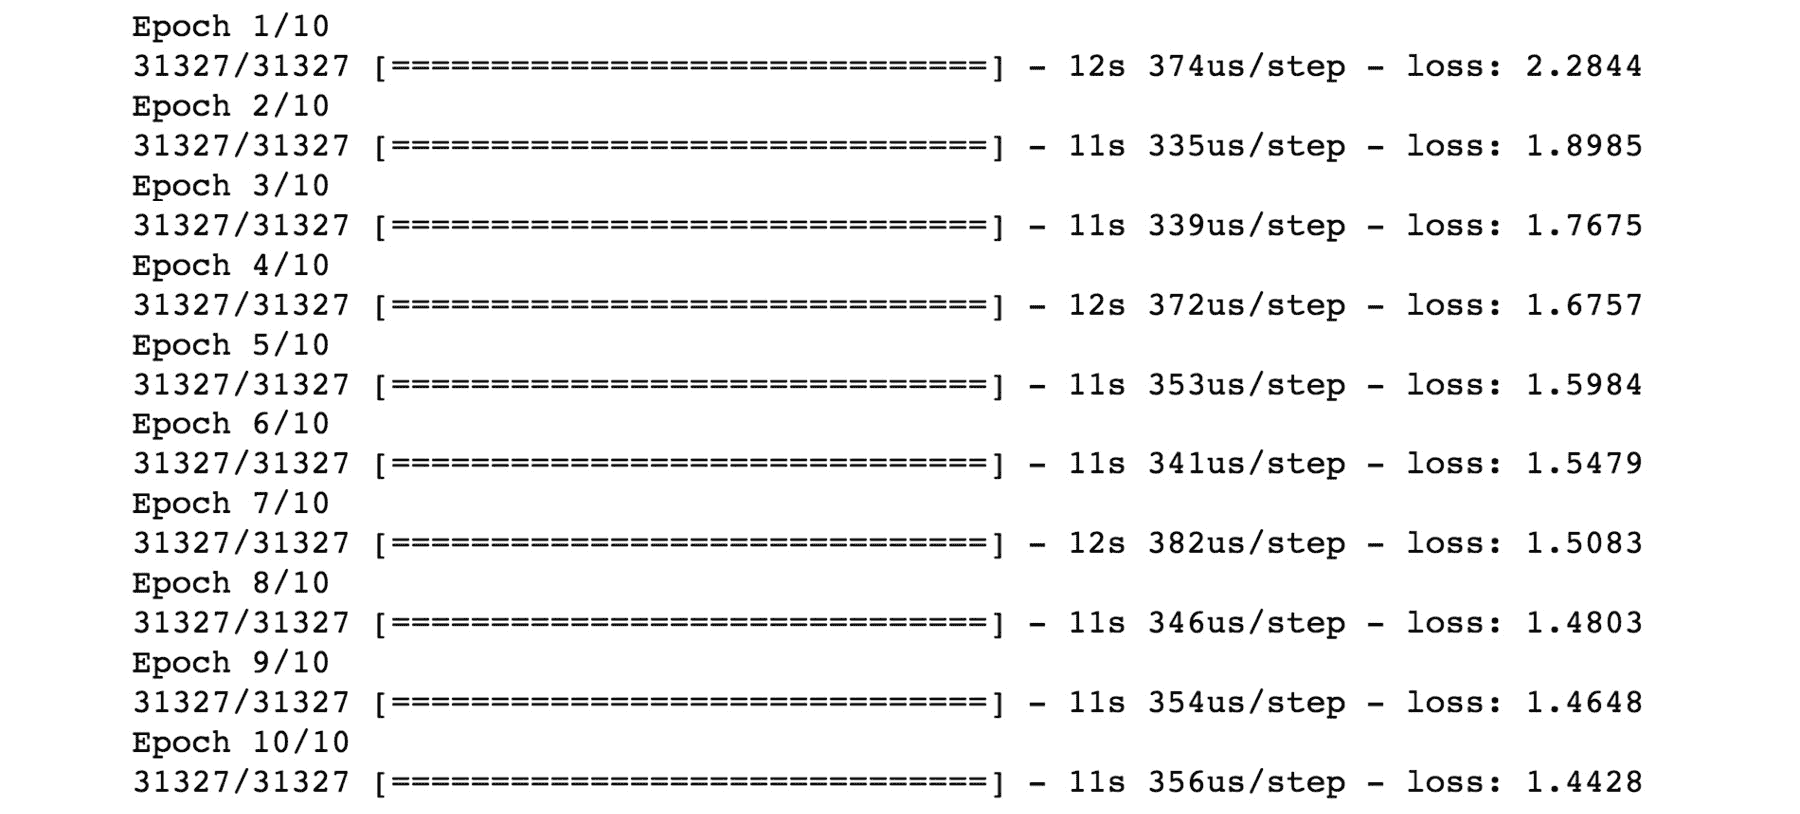 Epoch 1/10
31327/31327 [==============================] - 12s 374us/step - loss: 2.2844
Epoch 2/10
31327/31327 [==============================] - 11s 335us/step - loss: 1.8985
Epoch 3/10
31327/31327 [==============================] - 11s 339us/step - loss: 1.7675
Epoch 4/10
31327/31327 [==============================] - 12s 372us/step - loss: 1.6757
Epoch 5/10
31327/31327 [==============================] - 11s 353us/step - loss: 1.5984
Epoch 6/10
31327/31327 [==============================] - 11s 341us/step - loss: 1.5479
Epoch 7/10
31327/31327 [==============================] - 12s 382us/step - loss: 1.5083
Epoch 8/10
31327/31327 [==============================] - 11s 346us/step - loss: 1.4803
Epoch 9/10
31327/31327 [==============================] - 11s 354us/step - loss: 1.4648
Epoch 10/10
31327/31327 [==============================] - 11s 356us/step - loss: 1.4428